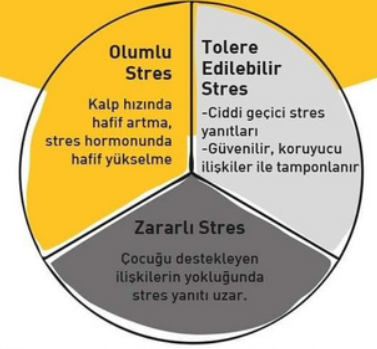 Olumlu
Stres
Kalp hızında
hafif artma,
stres hormonunda
hafif yükselme
Tolere
Edilebilir
Stres
-Ciddi geçici stres
yanıtları
-Güvenilir, koruyucu
ilişkiler ile tamponlanır
Zararlı Stres
Çocuğu destekleyen
ilişkilerin yokluğunda
stres yanıtı uzar.